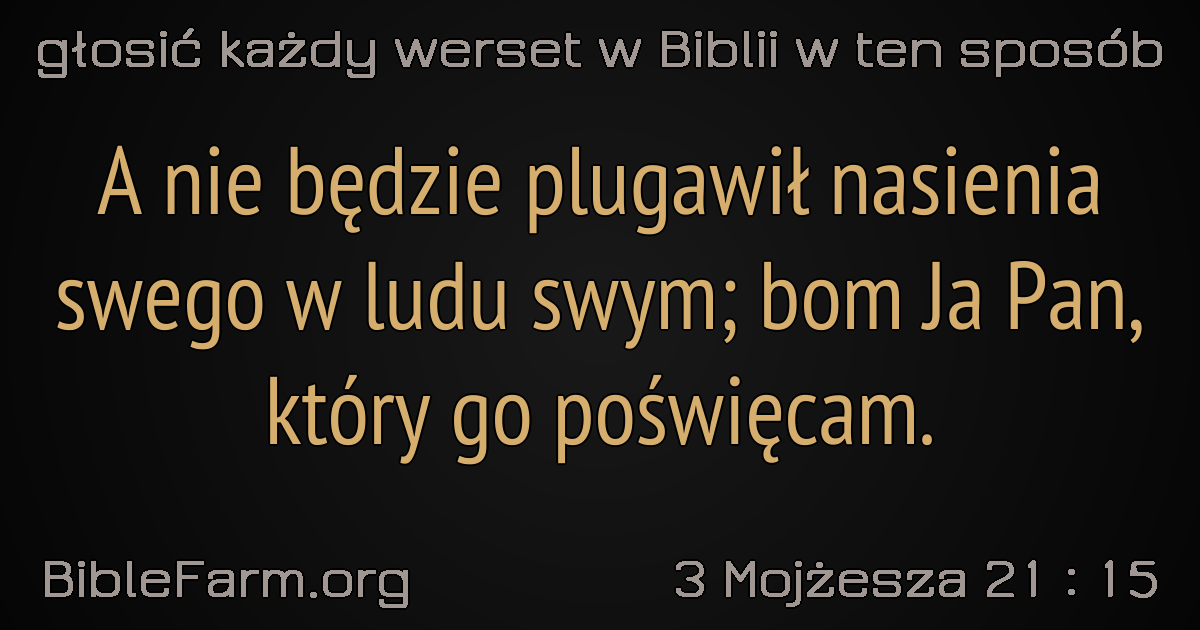 głosić każdy werset w Biblii w ten sposób
A nie będzie plugawił nasienia
swego w ludu swym; bom Ja Pan,
który go poświęcam.
BibleFarm.org
3 Mojżesza 21 : 15